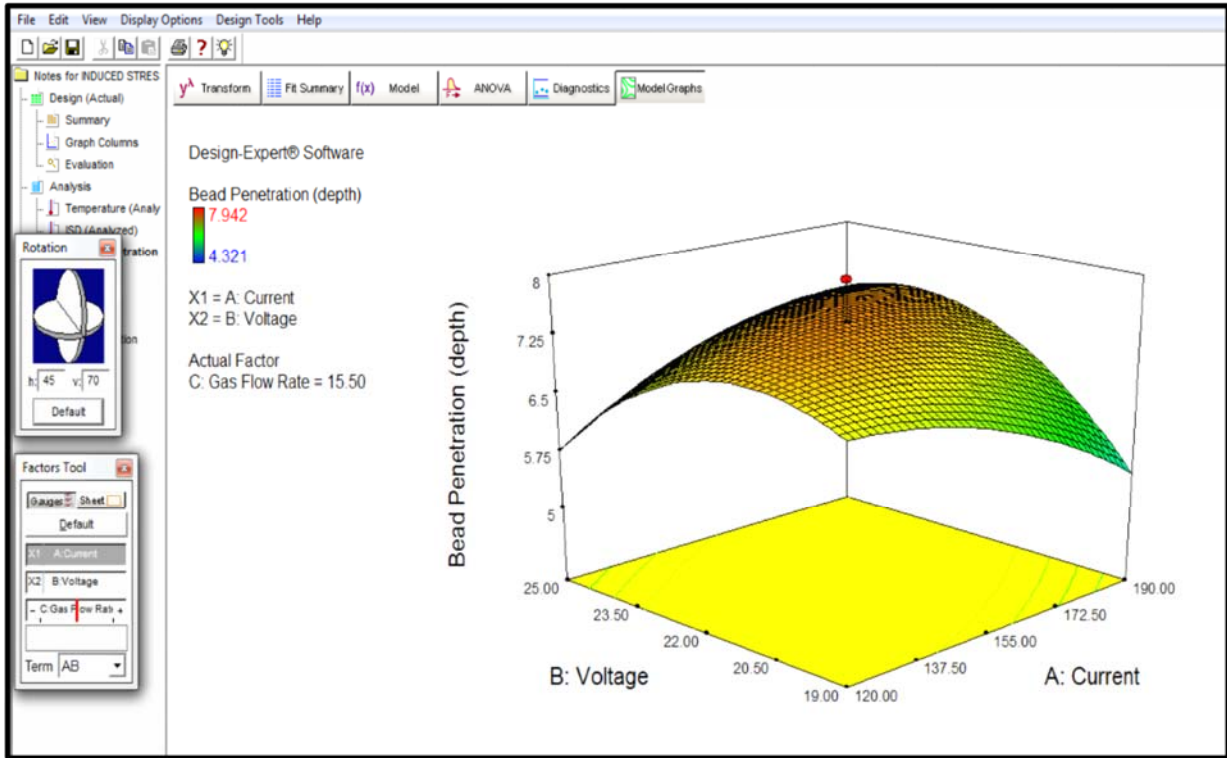 File Edit View Display Options Design Tools Help
Notes for INDUCED STRES
Design (Actual)
Summary
Graph Columns
Evaluation
Analysis
Temperature (Analy
ISD (Analyzed)
tration
Rotation
h: 45 v: 70
Default
Factors Tool
Gauges Sheet
Default
X1 A:Current
X2 B:Voltage
- C:Gas Flow Rate +
Term AB
yλ Transform Fit Summary f(x) Model ANOVA Diagnostics Model Graphs
Design-Expert® Software
Bead Penetration (depth)
7.942
4.321
X1 = A: Current
X2 = B: Voltage
Actual Factor
C: Gas Flow Rate = 15.50
Bead Penetration (depth)
8
7.25
6.5
5.75
5
25.00
23.50
22.00
20.50
19.00
B: Voltage
120.00
137.50
155.00
172.50
190.00
A: Current